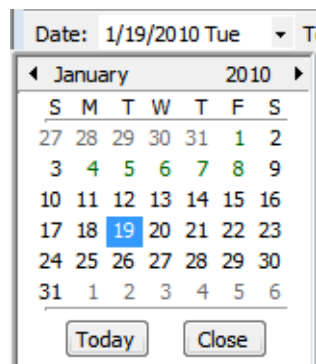 Date: 1/19/2010 Tue T
January 2010
S M T W T F S
27 28 29 30 31 1 2
3 4 5 6 7 8 9
10 11 12 13 14 15 16
17 18 19 20 21 22 23
24 25 26 27 28 29 30
31 1 2 3 4 5 6
Today Close